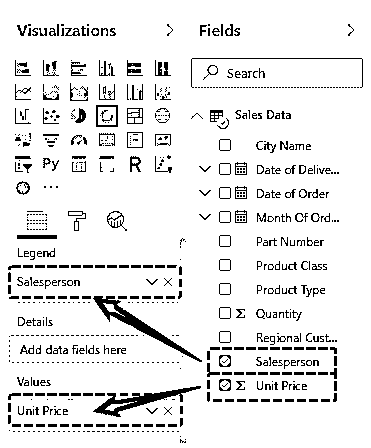 Visualizations
Py
R
Legend
Salesperson
Details
Add data fields here
Values
Unit Price
Fields
Search
Sales Data
City Name
Date of Delive...
Date of Order
Month Of Ord...
Part Number
Product Class
Product Type
Σ Quantity
Regional Cust...
Salesperson
Σ Unit Price